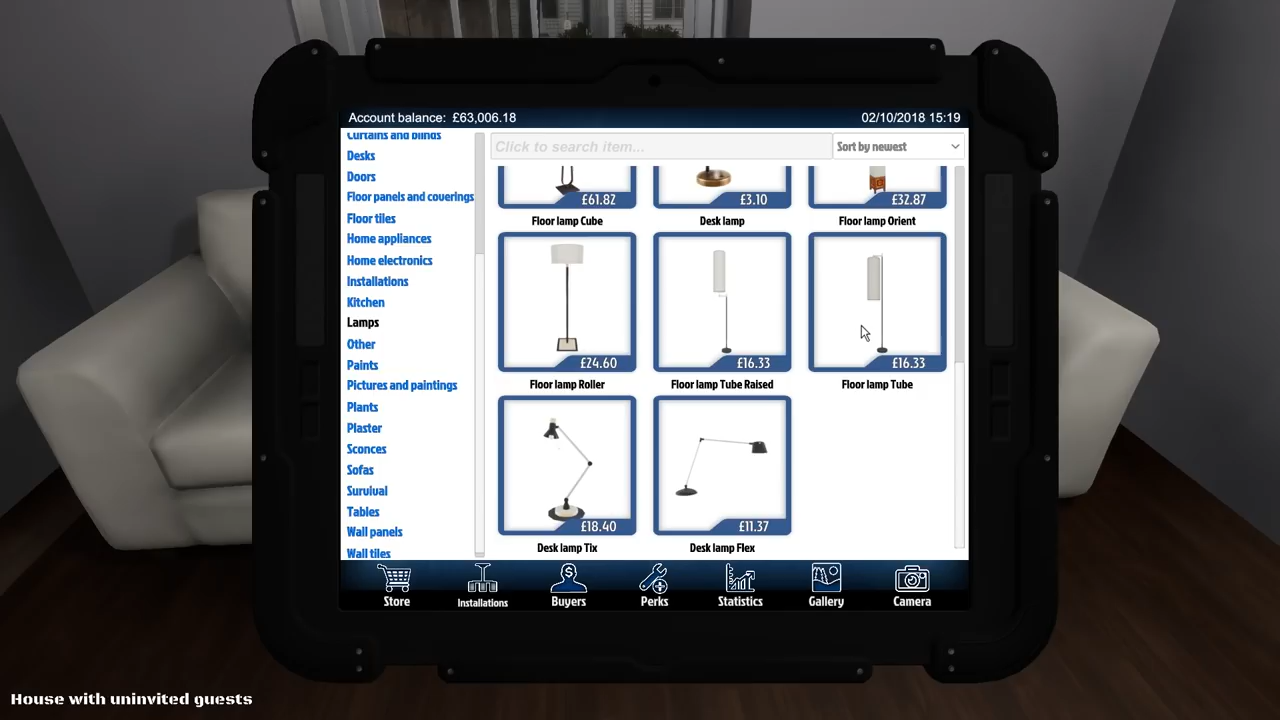 Account balance: £63,006.18
02/10/2018 15:19
Curtains and blinds
Desks
Doors
Floor panels and coverings
Floor tiles
Home appliances
Home electronics
Installations
Kitchen
Lamps
Other
Paints
Pictures and paintings
Plants
Plaster
Sconces
Sofas
Survival
Tables
Wall panels
Wall tiles
Click to search item...
Sort by newest
£61.82
£3.10
£32.87
Floor lamp Cube
Desk lamp
Floor lamp Orient
£24.60
£16.33
£16.33
Floor lamp Roller
Floor lamp Tube Raised
Floor lamp Tube
£18.40
£11.37
Desk lamp Tix
Desk lamp Flex
Store
Installations
Buyers
Perks
Statistics
Gallery
Camera
House with uninvited guests